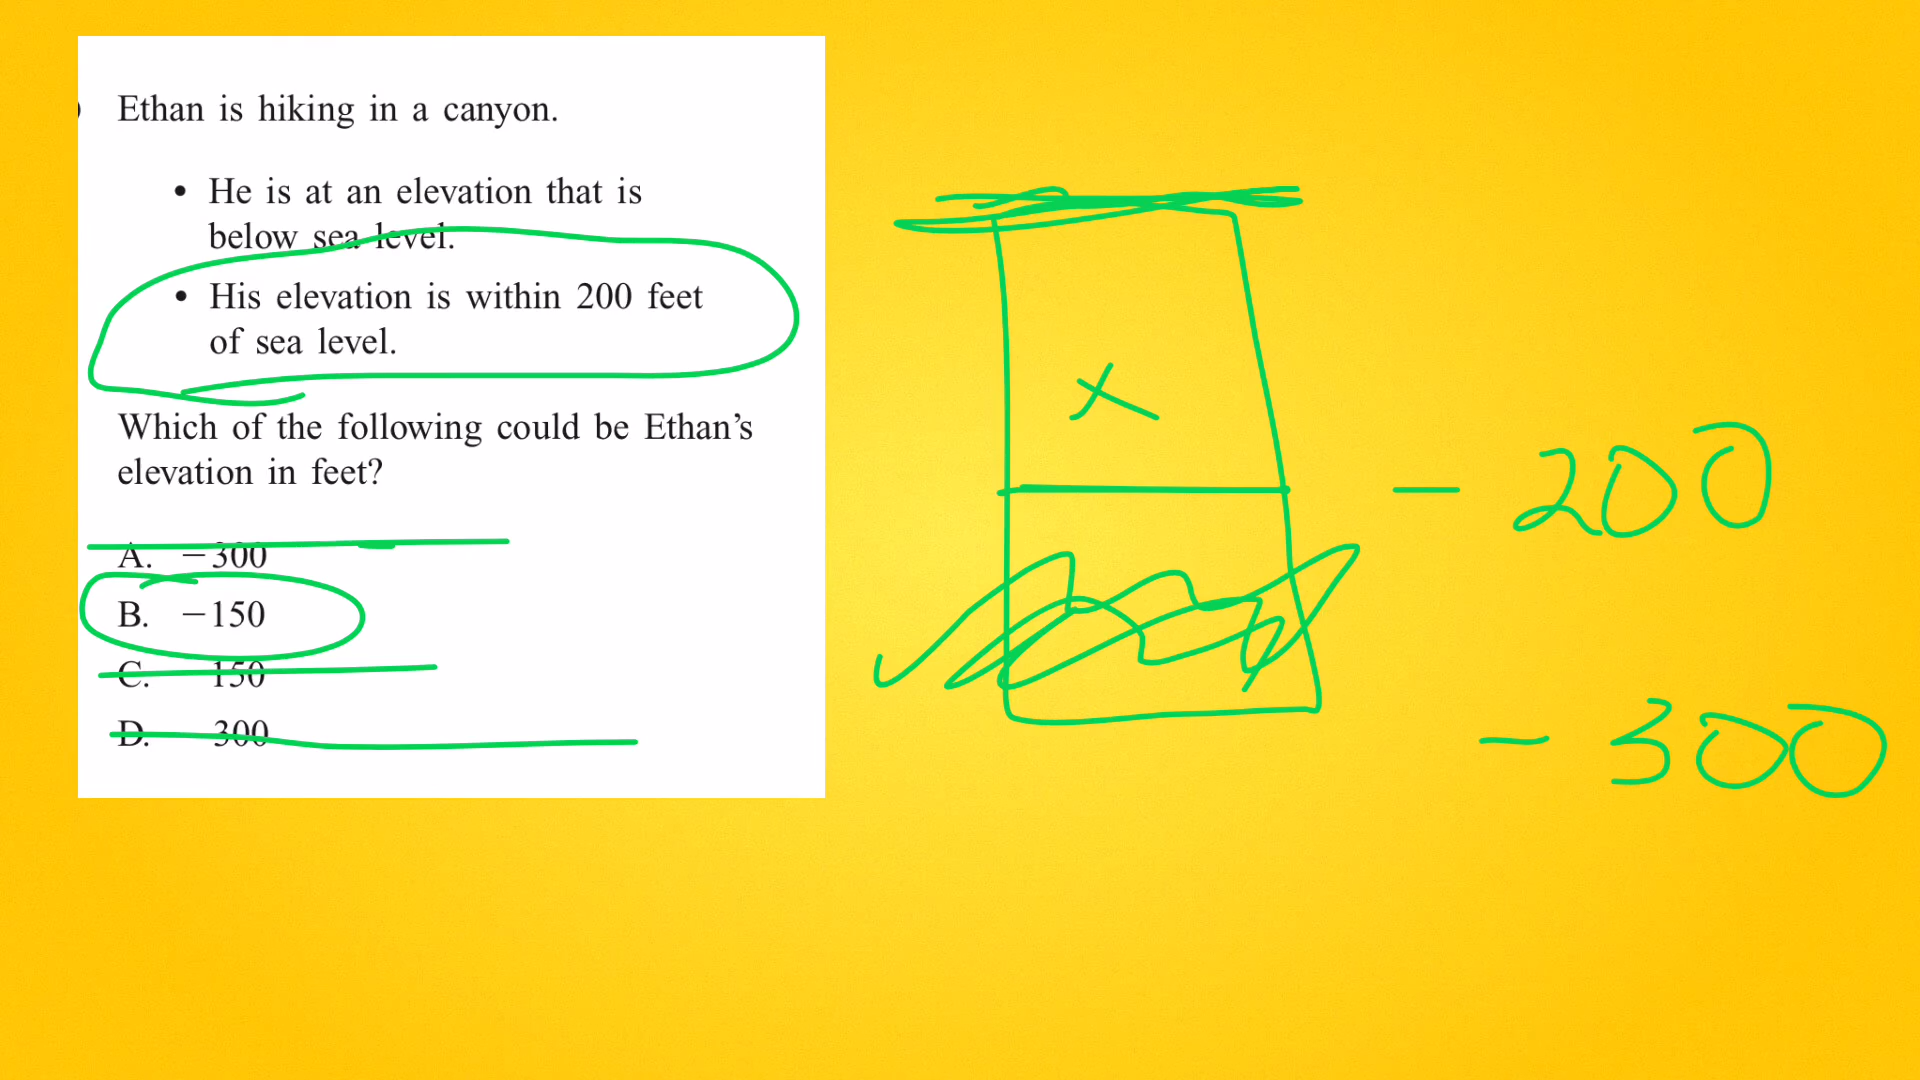 Ethan is hiking in a canyon.
• He is at an elevation that is
below sea level.
• His elevation is within 200 feet
of sea level.
Which of the following could be Ethan's
elevation in feet?
A. −300
B. −150
C. 150
D. 300
x
− 200
− 300